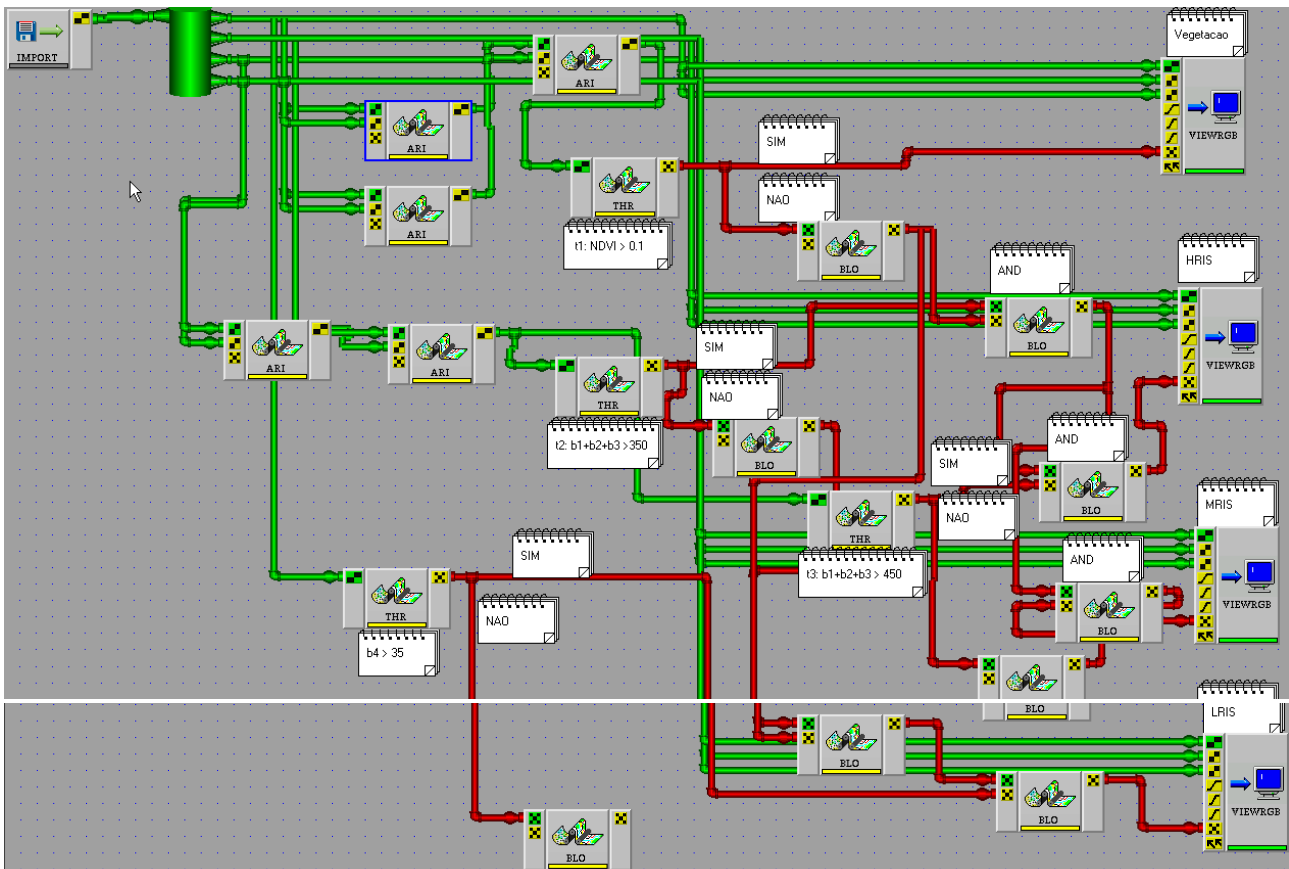 Vegetacao
IMPORT
ARI
VIEWRGB
SIM
ARI
NAO
THR
ARI
t1: NDVI > 0.1
BLO
AND
HRIS
SIM
BLO
ARI
ARI
VIEWRGB
NAO
THR
t2: b1+b2+b3 >350
AND
BLO
SIM
MRIS
BLO
NAO
THR
SIM
AND
t3: b1+b2+b3 > 450
VIEWRGB
THR
NAO
BLO
b4 > 35
LRIS
BLO
BLO
VIEWRGB
BLO
BLO